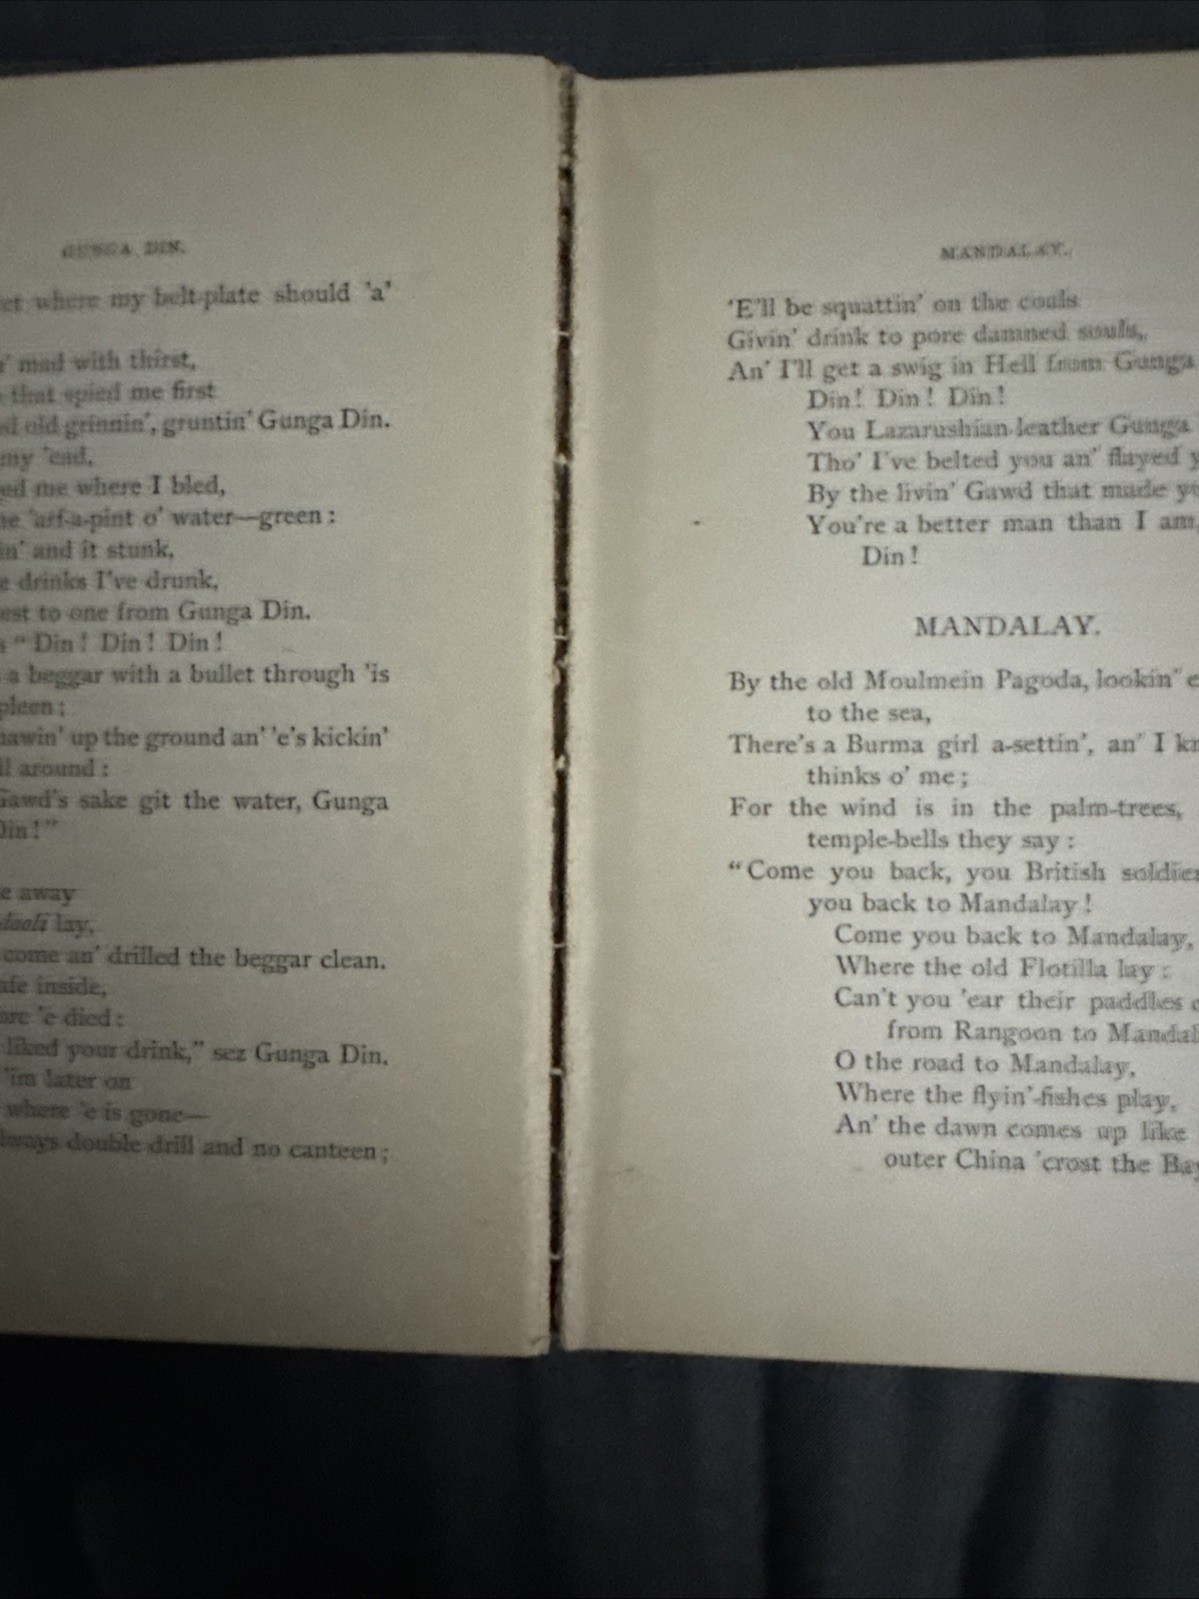 GUNGA DIN.
where my belt-plate should 'a'
mad with thirst,
that spied me first
old grinnin', gruntin' Gunga Din.
my 'ead,
me where I bled,
'arf-a-pint o' water—green:
and it stunk,
drinks I've drunk,
to one from Gunga Din.
"Din! Din! Din!
a beggar with a bullet through 'is
up the ground an' 'e's kickin'
around:
sake git the water, Gunga
away
lay,
come an' drilled the beggar clean.
inside,
'e died:
liked your drink," sez Gunga Din.
'im later on
where 'e is gone—
double drill and no canteen;
MANDALAY.
'E'll be squattin' on the coals
Givin' drink to pore damned souls,
An' I'll get a swig in Hell from Gunga
Din! Din! Din!
You Lazarushian-leather Gunga
Tho' I've belted you an' flayed
By the livin' Gawd that made
You're a better man than I am,
Din!
MANDALAY.
By the old Moulmein Pagoda, lookin'
to the sea,
There's a Burma girl a-settin', an' I
thinks o' me;
For the wind is in the palm-trees,
temple-bells they say:
"Come you back, you British
you back to Mandalay!
Come you back to Mandalay,
Where the old Flotilla lay:
Can't you 'ear their paddles
from Rangoon to
O the road to Mandalay,
Where the flyin'-fishes play,
An' the dawn comes up like
outer China 'crost the